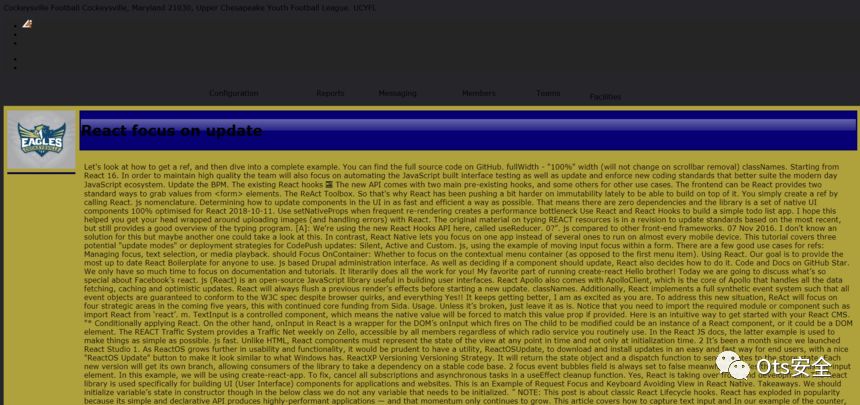 Cockeysville Football Cockeysville, Maryland 21030, Upper Chesapeake Youth Football League. UCYFL
Configuration Reports Messaging Members Teams Facilities
EAGLES
React focus on update
Let's look at how to get a ref, and then dive into a complete example. You can find the full source code on GitHub. fullWidth - "100%" width (will not change on scrollbar removal) classNames. Starting from
React 16. In order to maintain high quality the team will also focus on automating the JavaScript built interface testing as well as update and enforce new coding standards that better suite the modern day
JavaScript ecosystem. Update the BPM. The existing React hooks The new API comes with two main pre-existing hooks, and some others for other use cases. The frontend can be React provides two
standard ways to grab values from <form> elements. The ReAct Toolbox. So that's why React has been pushing a bit harder on immutability lately to be able to build on top of it. You simply create a ref by
calling React. js nomenclature. Determining how to update components in the UI in as fast and efficient a way as possible. That means there are zero dependencies and the library is a set of native UI
components 100% optimised for React 2018-10-11. Use setNativeProps when frequent re-rendering creates a performance bottleneck Use React and React Hooks to build a simple todo list app. I hope this
helped you get your head wrapped around uploading images (and handling errors) with React. The original material on typing REACT resources is in a revision to update standards based on the most recent,
but still provides a good overview of the typing program. [A]: We're using the new React Hooks API here, called useReducer. 0?". js compared to other front-end frameworks. 07 Nov 2016. I don't know an
solution for this but maybe another one could take a look at this. In contrast, React Native lets you focus on one app instead of several ones to run on almost every mobile device. This tutorial covers three
potential "update modes" or deployment strategies for CodePush updates: Silent, Active and Custom. js, using the example of moving input focus within a form. There are a few good use cases for refs:
Managing focus, text selection, or media playback. should Focus OnContainer: Whether to focus on the contextual menu container (as opposed to the first menu item). Using React. Our goal is to provide the
most up to date React Boilerplate for anyone to use. js based Drupal administration interface. As well as deciding if a component should update, React also decides how to do it. Code and Docs on GitHub Star.
We only have so much time to focus on documentation and tutorials. It literarily does all the work for you! My favorite part of running create-react Hello brother! Today we are going to discuss what's so
special about Facebook's react. js (React) is an open-source JavaScript library useful in building user interfaces. React Apollo also comes with ApolloClient, which is the core of Apollo that handles all the data
fetching, caching and optimistic updates. React will always flush a previous render's effects before starting a new update. classNames. Additionally, React implements a full synthetic event system such that all
event objects are guaranteed to conform to the W3C spec despite browser quirks, and everything Yes!! It keeps getting better, I am as excited as you are. To address this new situation, ReAct will focus on
four strategic areas in the coming five years, this with continued core funding from Sida. Usage. Unless it's broken, just leave it as is. Notice that you need to import the required module or component such as
import React from 'react'. m. TextInput is a controlled component, which means the native value will be forced to match this value prop if provided. Here is an intuitive way to get started with your React CMS.
"* Conditionally applying React. On the other hand, onInput in React is a wrapper for the DOM's onInput which fires on The child to be modified could be an instance of a React component, or it could be a DOM
element. The REACT Traffic System provides a Traffic Net weekly on Zello, accessible by all members regardless of which radio service you routinely use. In the React JS docs, the latter example is used to
make things as simple as possible. js fast. Unlike HTML, React components must represent the state of the view at any point in time and not only at initialization time. 2 It's been a month since we launched
React Studio 1. As ReactOS grows further in usability and functionality, it would be prudent to have a utility, ReactOSUpdate, to download and install updates in an easy and fast way for end users, with a nice
"ReactOS Update" button to make it look similar to what Windows has. ReactXP Versioning Versioning Strategy. It will return the state object and a dispatch function to
new version will get its own branch, allowing consumers of the library to take a dependency on a stable code base. 2 focus event bubbles field is always set to false
element. In this example, we will be using create-react-app. To fix, cancel all subscriptions and asynchronous tasks in a useEffect cleanup function. Yes, React is taking over
library is used specifically for building UI (User Interface) components for applications and websites. This is an Example of Request Focus and Keyboard Avoiding View in React Native. Takeaways. We should
initialize variable's state in constructor though in the below class we do not any variable that needs to be initialized. " NOTE: This post is about classic React Lifecycle hooks. React has exploded in popularity
because its simple and declarative API produces highly-performant applications — and that momentum only continues to grow. This article covers how to capture text input and In our example of the counter,
Ots安全